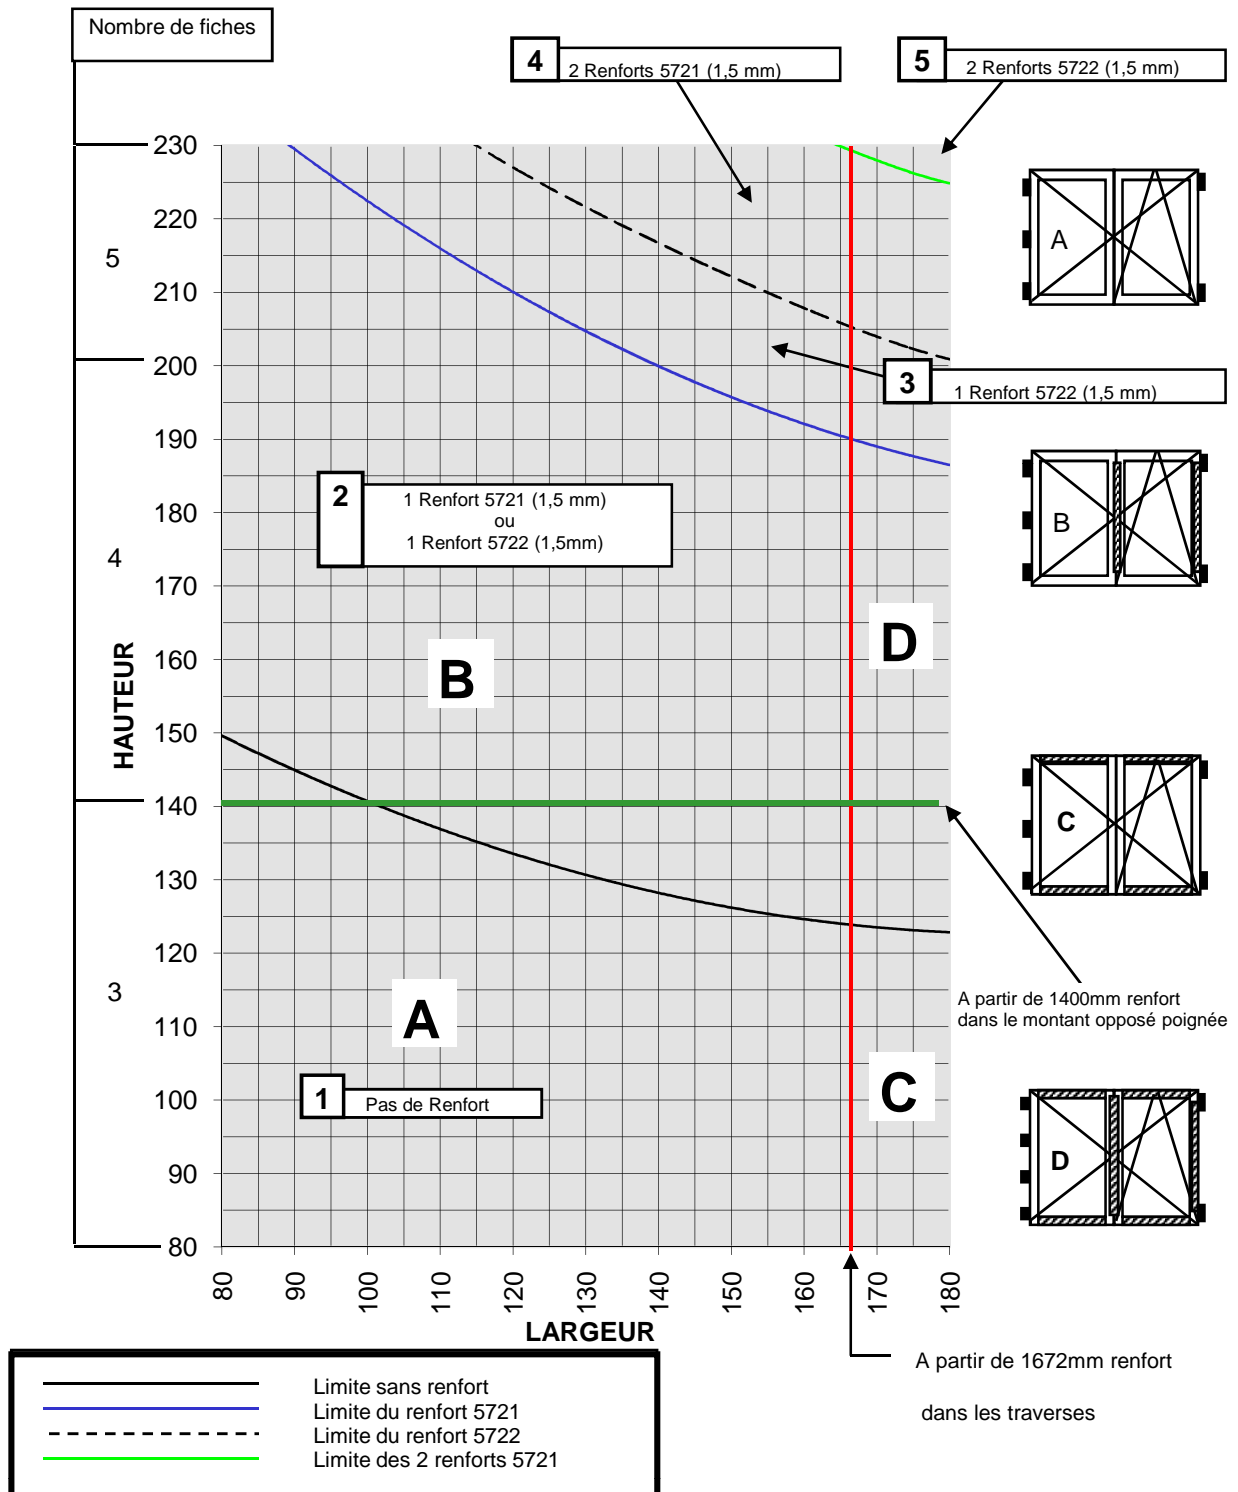 Nombre de fiches
4
2 Renforts 5721 (1,5 mm)
5
2 Renforts 5722 (1,5 mm)
230
220
210
200
190
180
170
160
150
140
130
120
110
100
90
80
5
4
3
HAUTEUR
3
1 Renfort 5722 (1,5 mm)
2
1 Renfort 5721 (1,5 mm)
ou
1 Renfort 5722 (1,5mm)
B
D
A
C
1
Pas de Renfort
A
B
C
A partir de 1400mm renfort
dans le montant opposé poignée
D
80
90
100
110
120
130
140
150
160
170
180
LARGEUR
A partir de 1672mm renfort
dans les traverses
Limite sans renfort
Limite du renfort 5721
Limite du renfort 5722
Limite des 2 renforts 5721